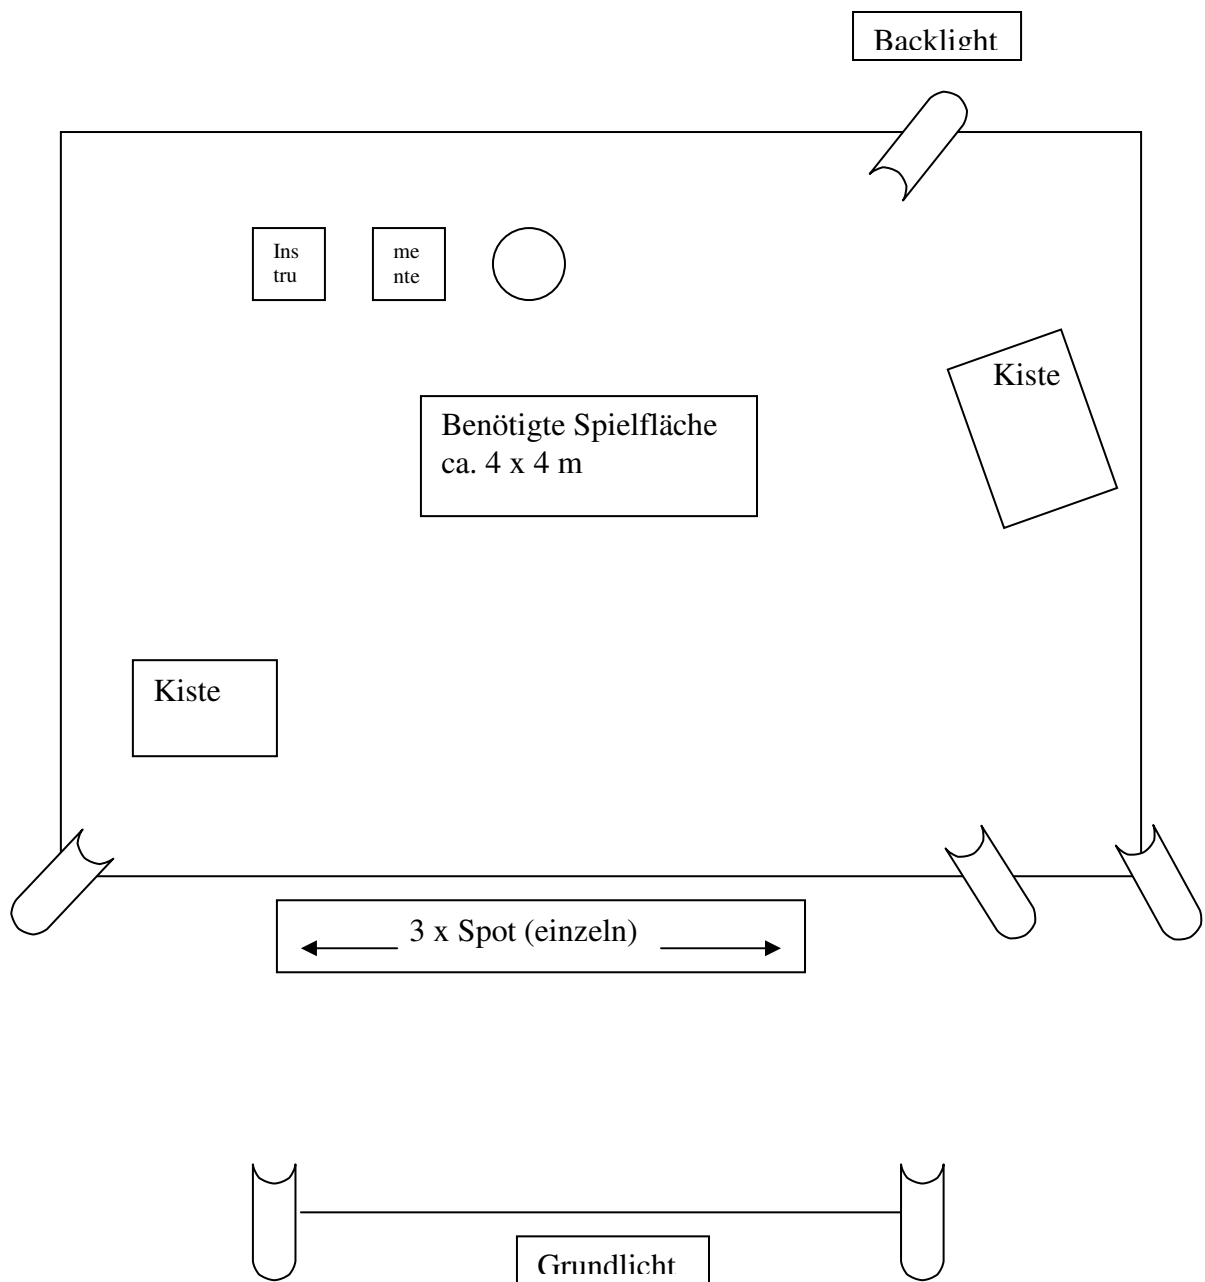 Backlight
Ins
tru
me
nte
Kiste
Benötigte Spielfläche
ca. 4 x 4 m
Kiste
3 x Spot (einzeln)
Grundlicht